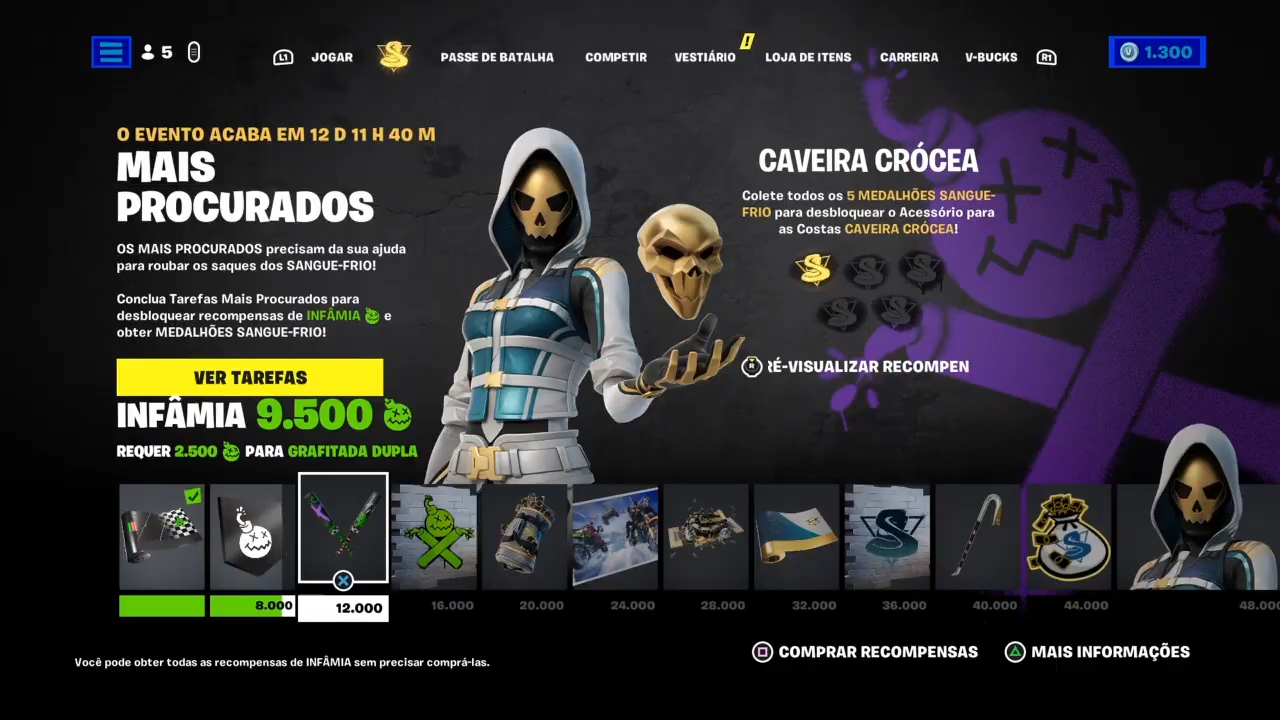 5
L1
JOGAR
PASSE DE BATALHA
COMPETIR
VESTIÁRIO
!
LOJA DE ITENS
CARREIRA
V-BUCKS
R1
1.300
O EVENTO ACABA EM 12 D 11 H 40 M
MAIS
PROCURADOS
OS MAIS PROCURADOS precisam da sua ajuda
para roubar os saques dos SANGUE-FRIO!
Conclua Tarefas Mais Procurados para
desbloquear recompensas de INFÂMIA e
obter MEDALHÕES SANGUE-FRIO!
VER TAREFAS
INFÂMIA 9.500
REQUER 2.500 PARA GRAFITADA DUPLA
CAVEIRA CRÓCEA
Colete todos os 5 MEDALHÕES SANGUE-
FRIO para desbloquear o Acessório para
as Costas CAVEIRA CRÓCEA!
R
RÉ-VISUALIZAR RECOMPEN
8.000
12.000
16.000
20.000
24.000
28.000
32.000
36.000
40.000
44.000
48.000
Você pode obter todas as recompensas de INFÂMIA sem precisar comprá-las.
COMPRAR RECOMPENSAS
MAIS INFORMAÇÕES